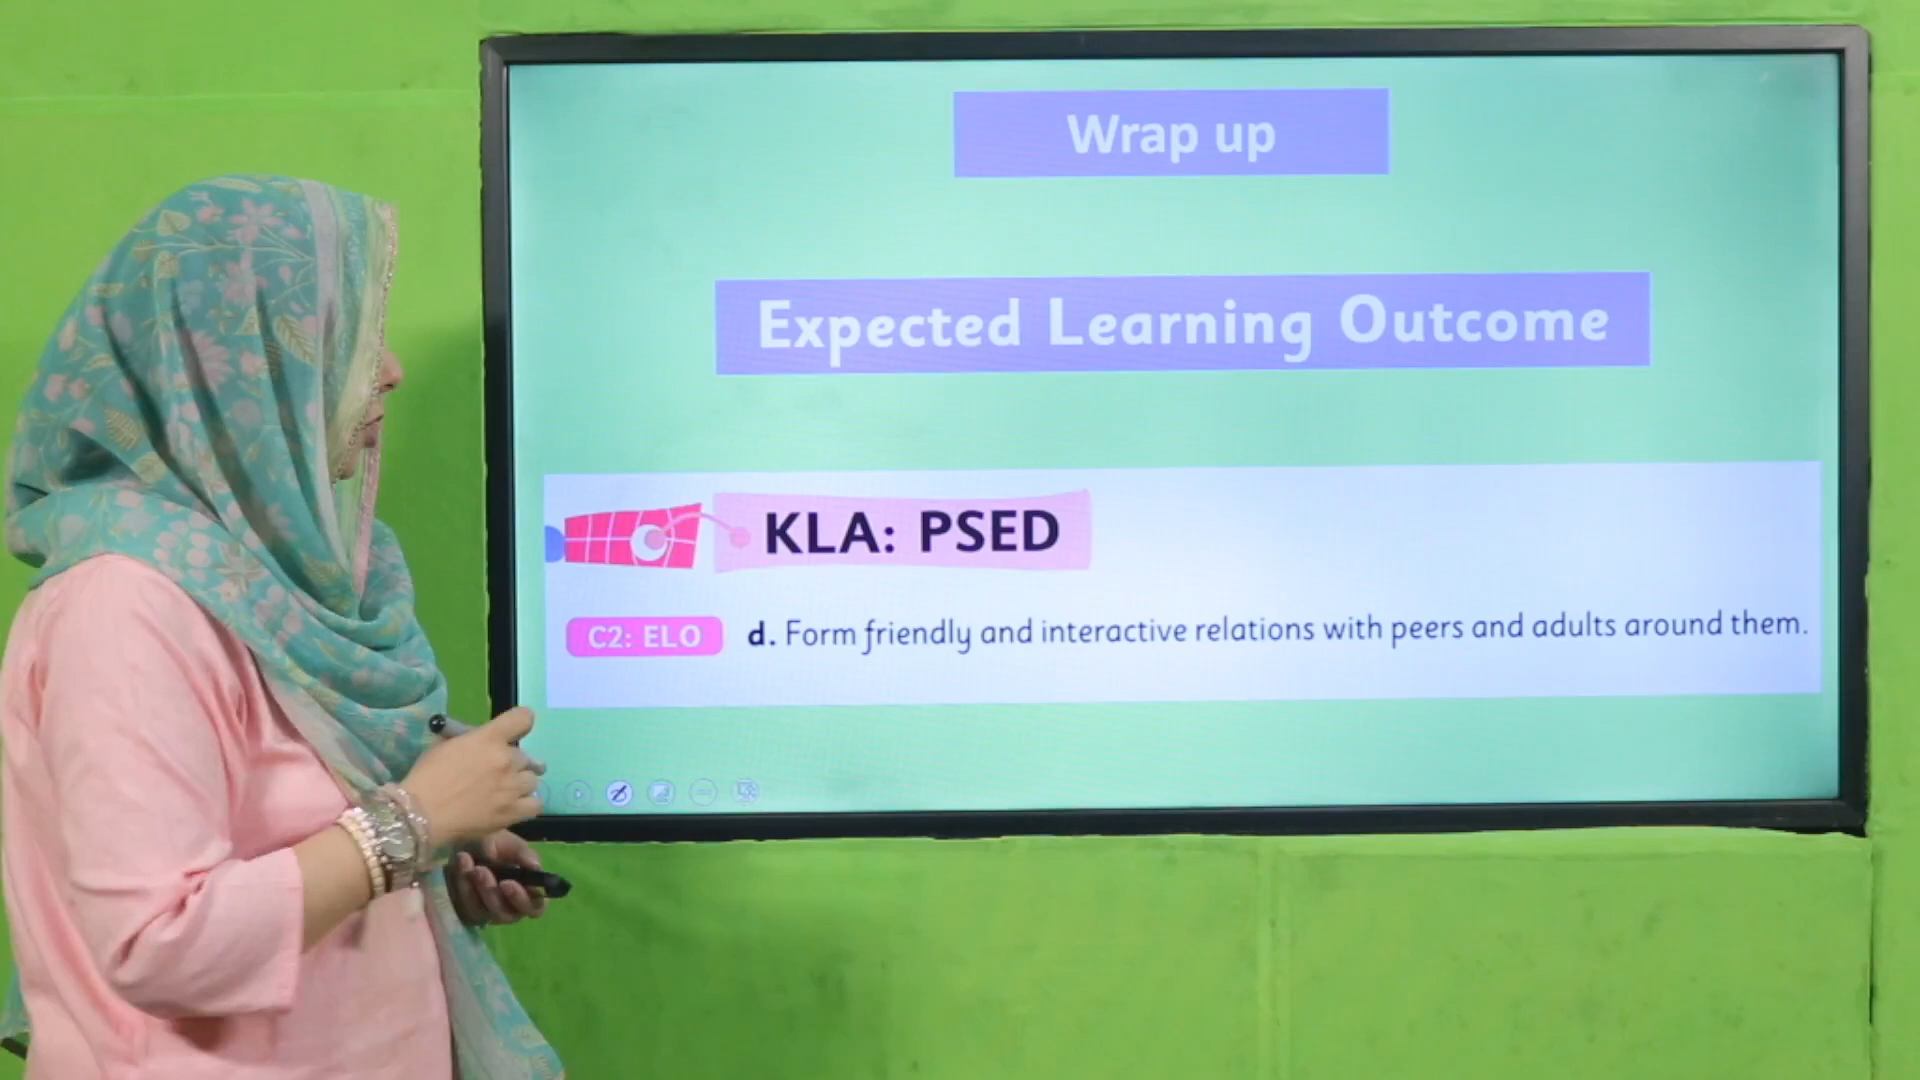 Wrap up
Expected Learning Outcome
KLA: PSED
C2: ELO d. Form friendly and interactive relations with peers and adults around them.